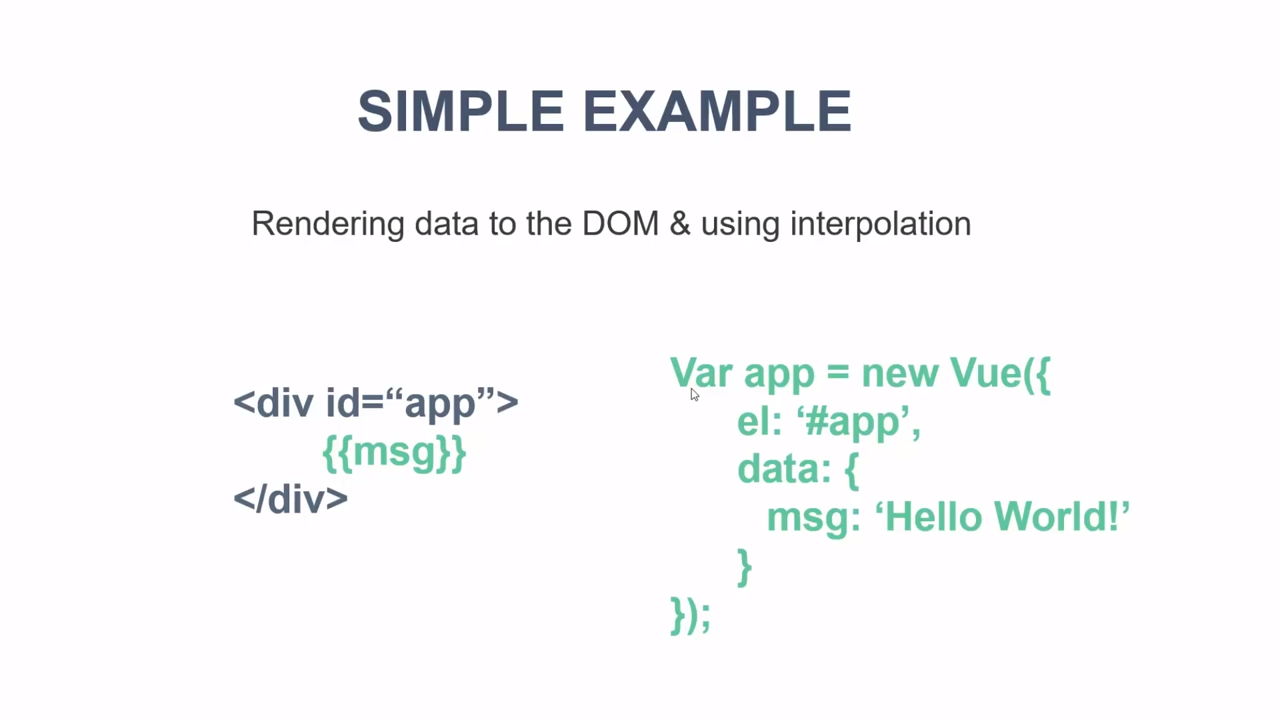 SIMPLE EXAMPLE
Rendering data to the DOM & using interpolation
<div id=“app”>
{{msg}}
</div>
Var app = new Vue({
el: ‘#app’,
data: {
msg: ‘Hello World!’
}
});